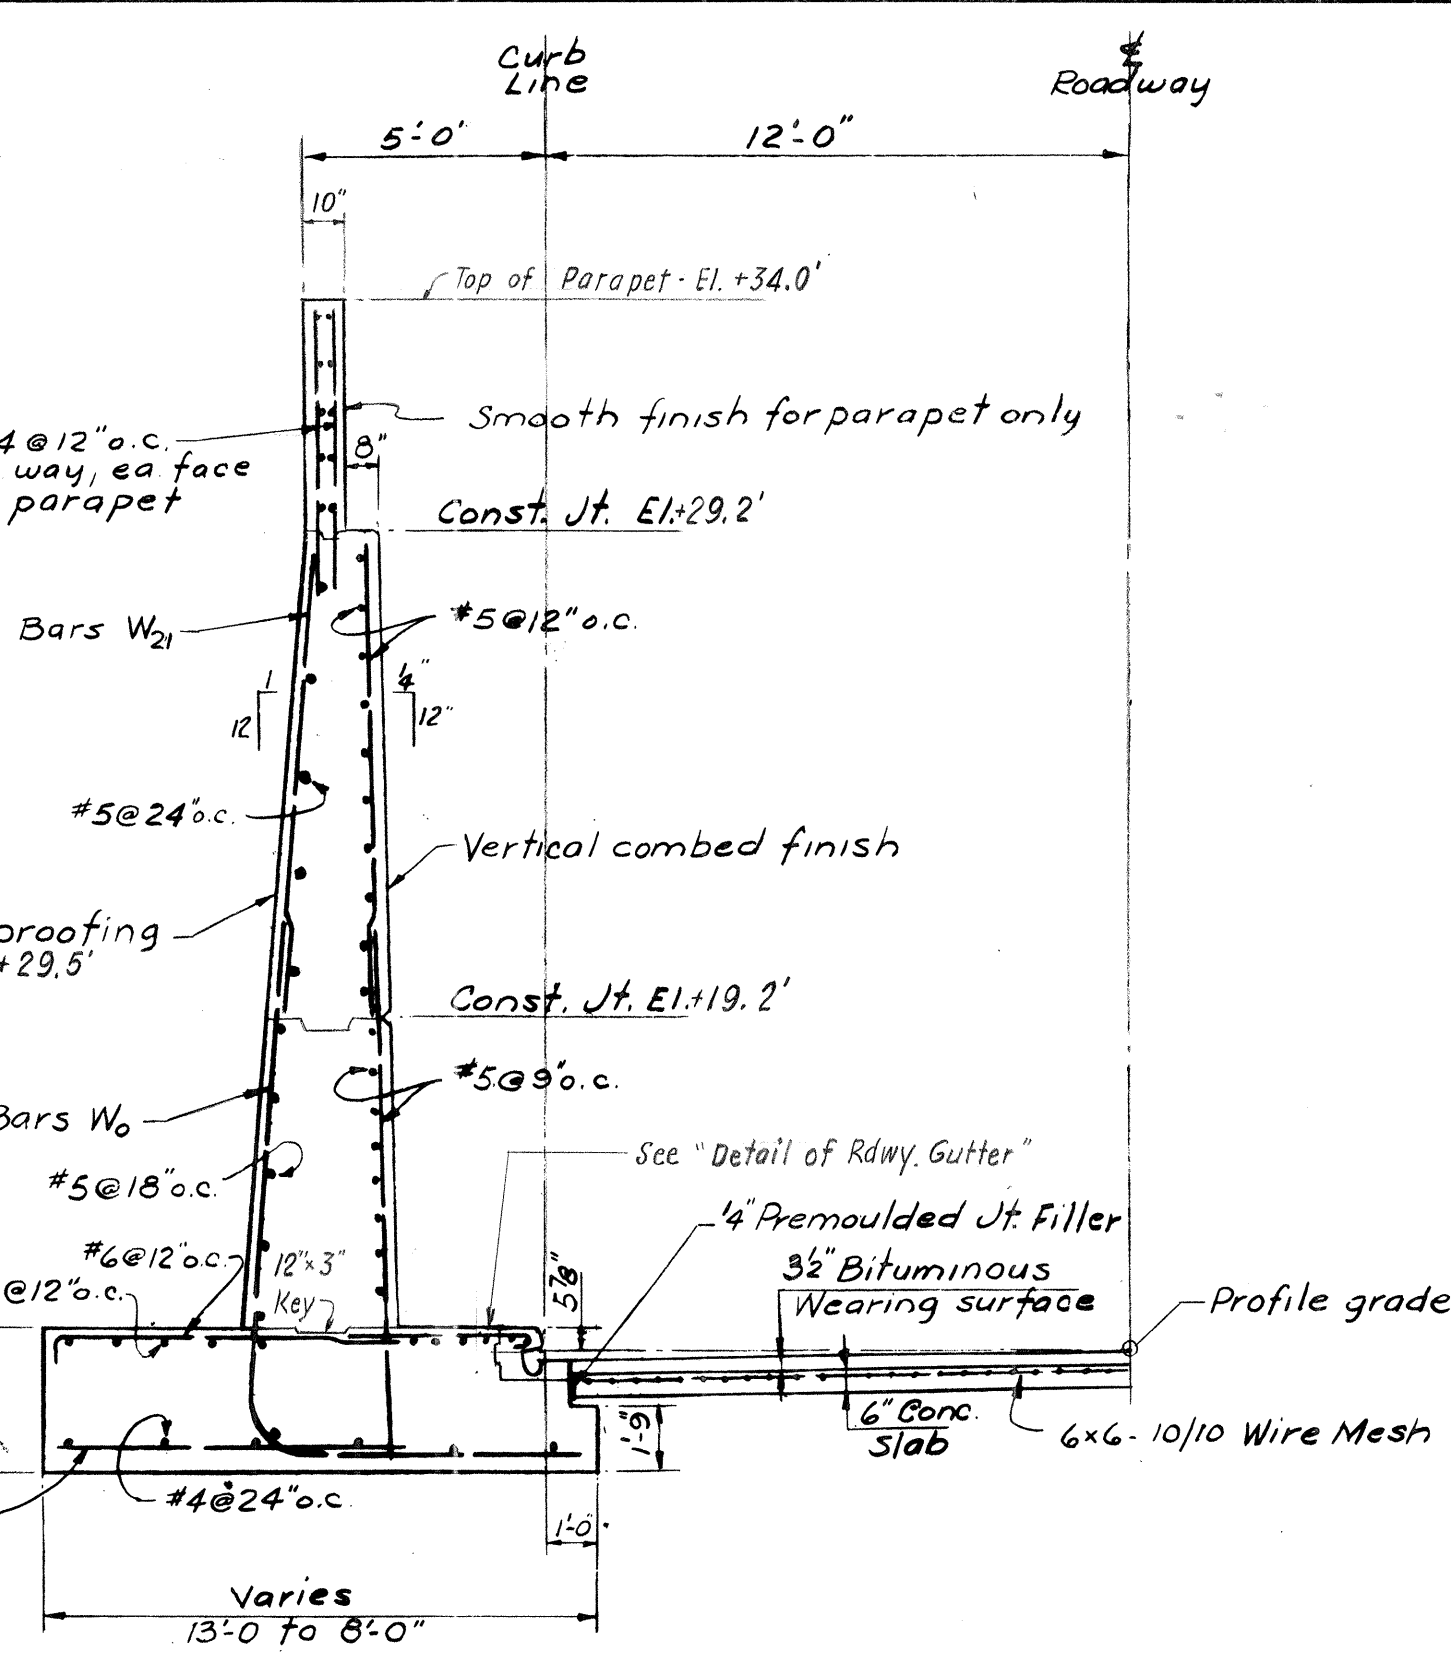 Curb
Line
℄
Roadway
5'-0'
12'-0"
10"
Top of Parapet - El. +34.0'
Smooth finish for parapet only
4 @ 12" o.c.
way, ea face
parapet
8"
Const. Jt. El.+29.2'
Bars W21
#5@12" o.c.
1
12
1/4"
12"
#5@24" o.c.
Vertical combed finish
proofing
+29.5'
Const. Jt. El.+19.2'
#5@9" o.c.
Bars W0
#5@18" o.c.
See "Detail of Rdwy. Gutter"
1/4" Premoulded Jt. Filler
#6@12" o.c.
@12" o.c.
12"×3"
Key
5 7/8"
3½" Bituminous
Wearing surface
Profile grade
6" Conc.
slab
1'-9"
6×6 - 10/10 Wire Mesh
#4@24" o.c.
1'-0"
Varies
13'-0 to 8'-0"